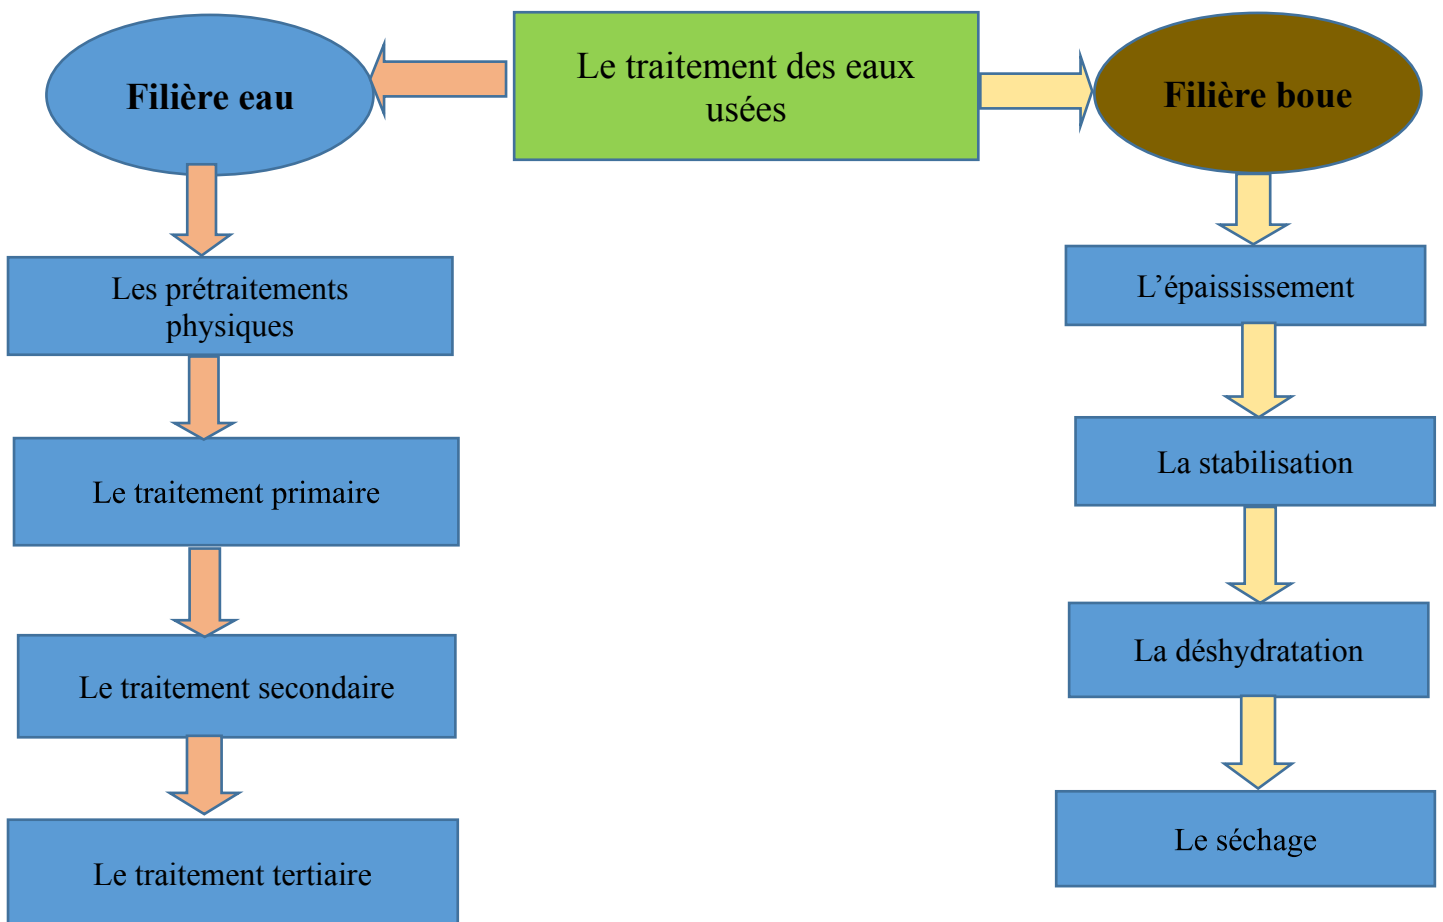 Filière eau
Le traitement des eaux
usées
Filière boue
Les prétraitements
physiques
Le traitement primaire
Le traitement secondaire
Le traitement tertiaire
L’épaississement
La stabilisation
La déshydratation
Le séchage